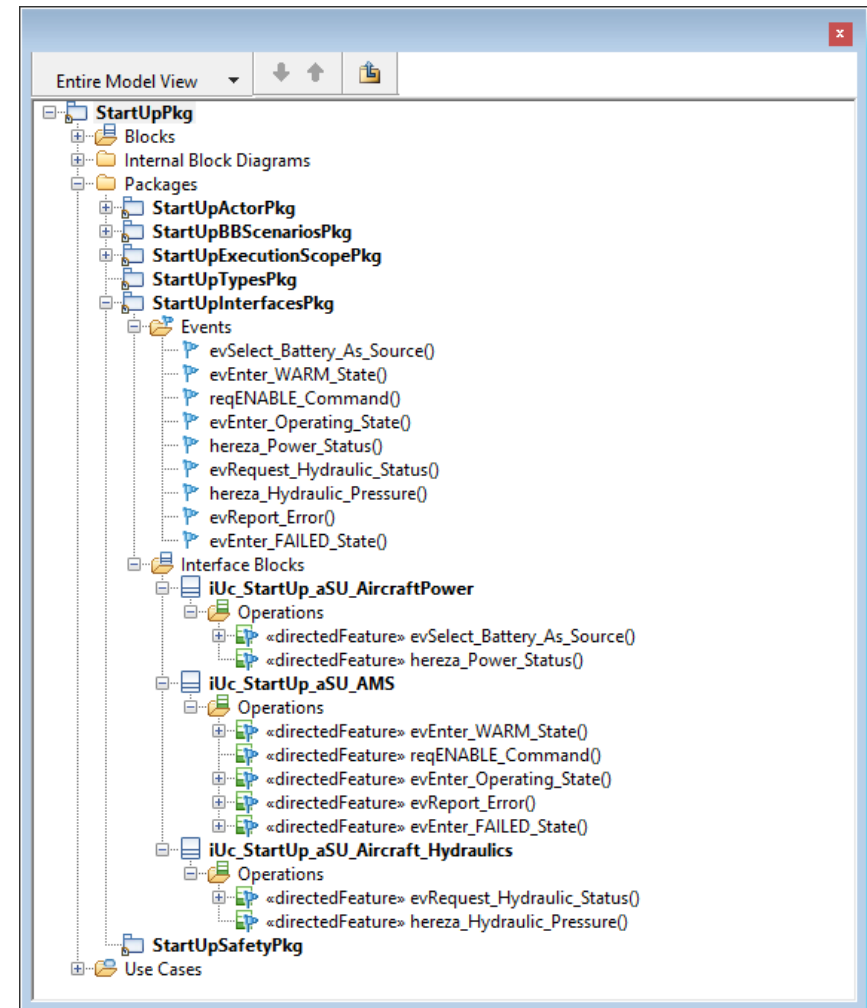 x
Entire Model View
StartUpPkg
Blocks
Internal Block Diagrams
Packages
StartUpActorPkg
StartUpBBScenariosPkg
StartUpExecutionScopePkg
StartUpTypesPkg
StartUpInterfacesPkg
Events
evSelect_Battery_As_Source()
evEnter_WARM_State()
reqENABLE_Command()
evEnter_Operating_State()
hereza_Power_Status()
evRequest_Hydraulic_Status()
hereza_Hydraulic_Pressure()
evReport_Error()
evEnter_FAILED_State()
Interface Blocks
iUc_StartUp_aSU_AircraftPower
Operations
«directedFeature» evSelect_Battery_As_Source()
«directedFeature» hereza_Power_Status()
iUc_StartUp_aSU_AMS
Operations
«directedFeature» evEnter_WARM_State()
«directedFeature» reqENABLE_Command()
«directedFeature» evEnter_Operating_State()
«directedFeature» evReport_Error()
«directedFeature» evEnter_FAILED_State()
iUc_StartUp_aSU_Aircraft_Hydraulics
Operations
«directedFeature» evRequest_Hydraulic_Status()
«directedFeature» hereza_Hydraulic_Pressure()
StartUpSafetyPkg
Use Cases